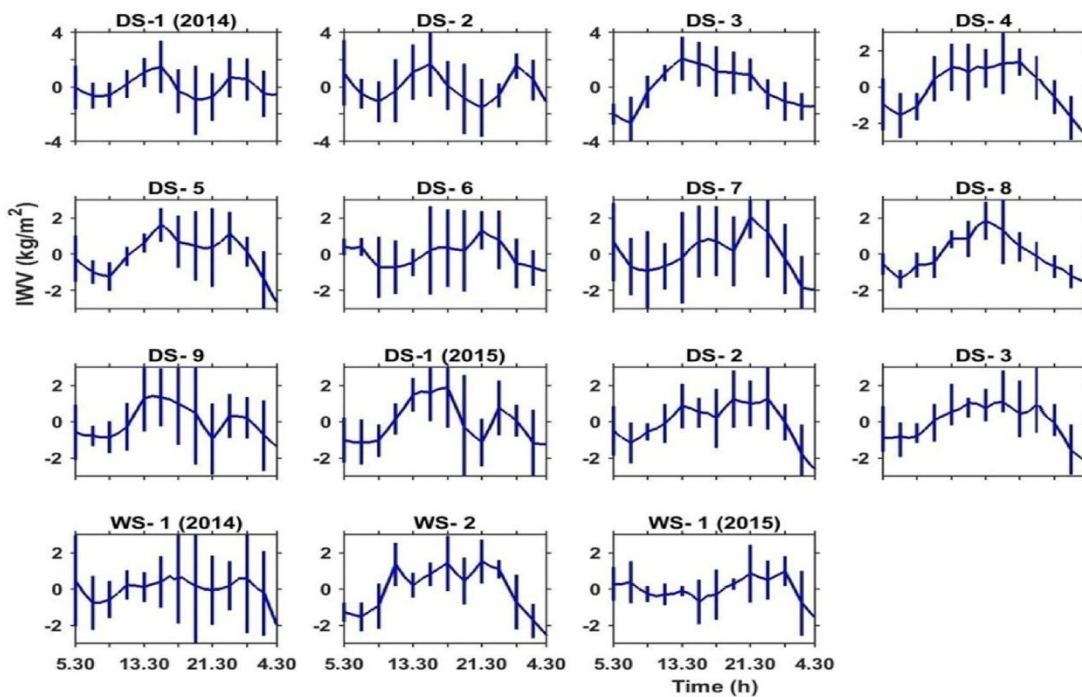 DS-1 (2014) DS- 2 DS- 3 DS- 4
4 4 4 2
0 0 0 0
-4 -4 -4 -2
DS- 5 DS- 6 DS- 7 DS- 8
2 2 2 2
0 0 0 0
-2 -2 -2 -2
IWV (kg/m²)
DS- 9 DS-1 (2015) DS- 2 DS- 3
2 2 2 2
0 0 0 0
-2 -2 -2 -2
WS- 1 (2014) WS- 2 WS- 1 (2015)
2 2 2
0 0 0
-2 -2 -2
5.30 13.30 21.30 4.30 5.30 13.30 21.30 4.30 5.30 13.30 21.30 4.30
Time (h)